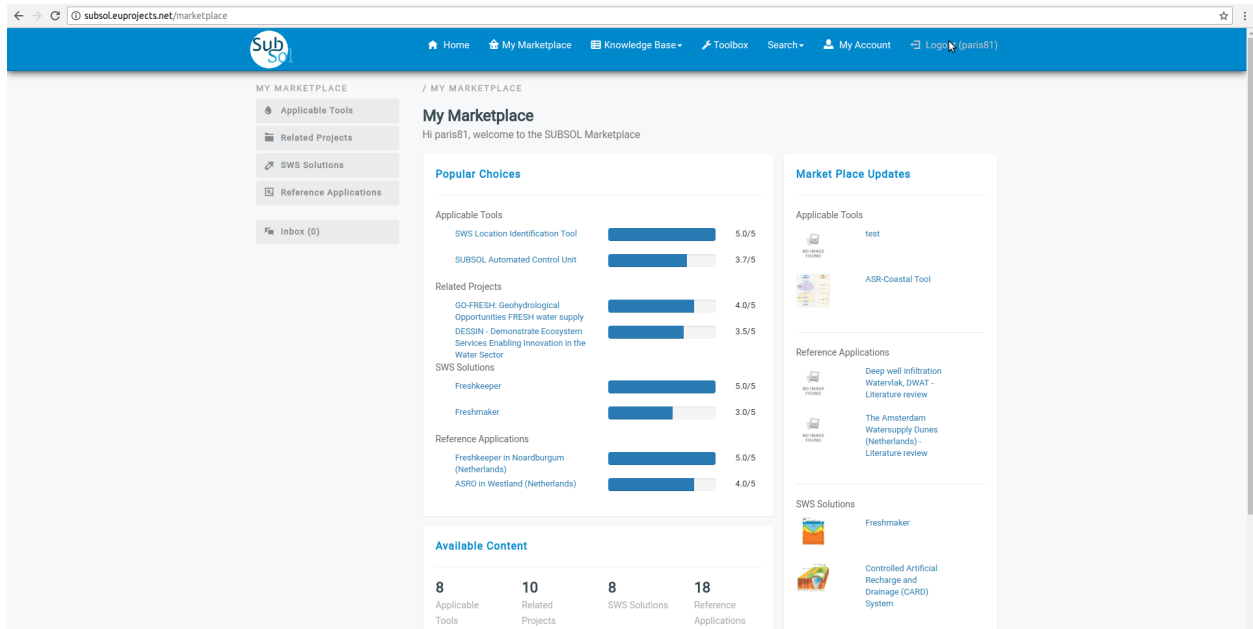 subsol.euprojects.net/marketplace
Sub
Sol
Home
My Marketplace
Knowledge Base
Toolbox
Search
My Account
(paris81)
MY MARKETPLACE
Applicable Tools
Related Projects
SWS Solutions
Reference Applications
Inbox (0)
/ MY MARKETPLACE
My Marketplace
Hi paris81, welcome to the SUBSOL Marketplace
Popular Choices
Applicable Tools
SWS Location Identification Tool
5.0/5
SUBSOL Automated Control Unit
3.7/5
Related Projects
GO-FRESH: Geohydrological
Opportunities FRESH water supply
4.0/5
DESSIN - Demonstrate Ecosystem
Services Enabling Innovation in the
Water Sector
3.5/5
SWS Solutions
Freshkeeper
5.0/5
Freshmaker
3.0/5
Reference Applications
Freshkeeper in Noardburgum
(Netherlands)
5.0/5
ASRO in Westland (Netherlands)
4.0/5
Available Content
8
Applicable
Tools
10
Related
Projects
8
SWS Solutions
18
Reference
Applications
Market Place Updates
Applicable Tools
NO IMAGE
FOUND
test
ASR-Coastal Tool
Reference Applications
NO IMAGE
FOUND
Deep well infiltration
Watervlak, DWAT -
Literature review
NO IMAGE
FOUND
The Amsterdam
Watersupply Dunes
(Netherlands) -
Literature review
SWS Solutions
Freshmaker
Controlled Artificial
Recharge and
Drainage (CARD)
System